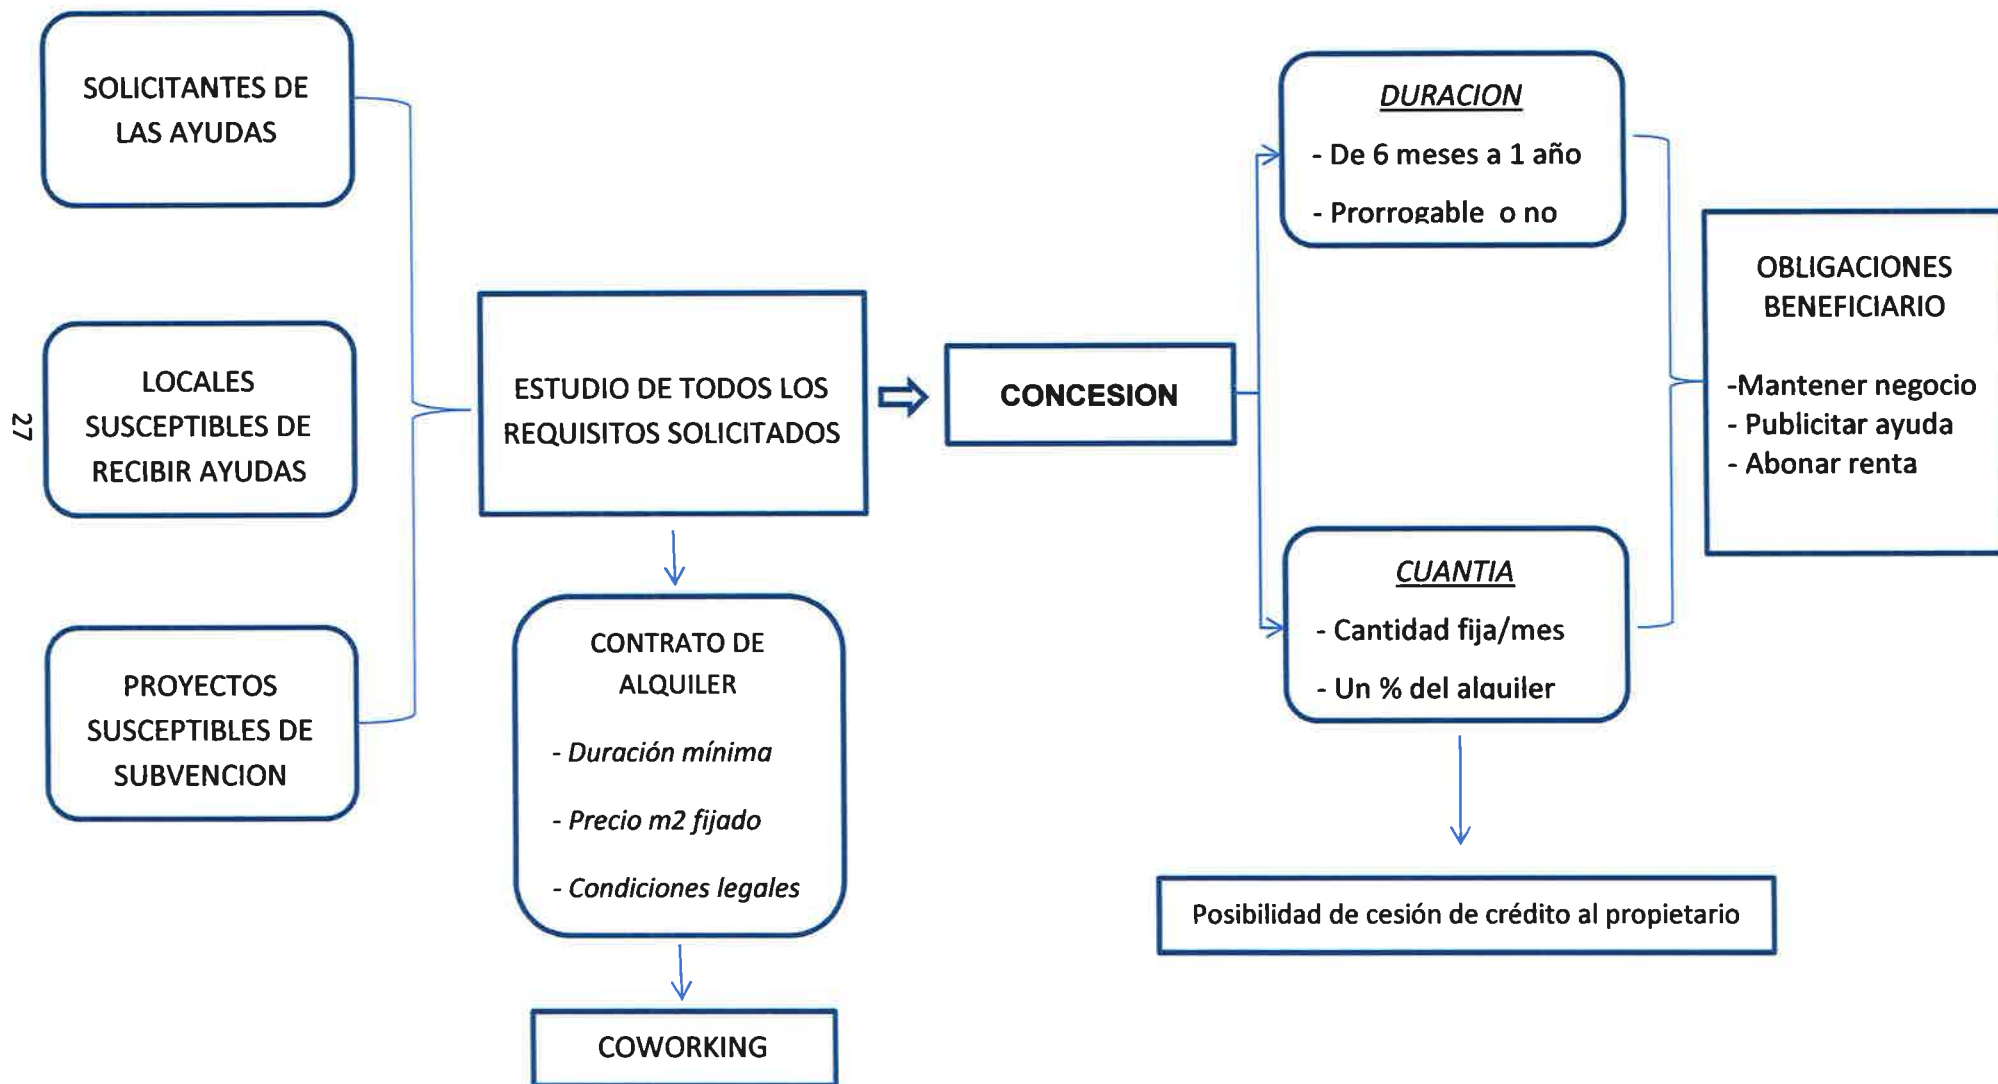 SOLICITANTES DE
LAS AYUDAS
LOCALES
SUSCEPTIBLES DE
RECIBIR AYUDAS
PROYECTOS
SUSCEPTIBLES DE
SUBVENCION
27
ESTUDIO DE TODOS LOS
REQUISITOS SOLICITADOS
CONTRATO DE
ALQUILER
- Duración mínima
- Precio m2 fijado
- Condiciones legales
COWORKING
CONCESION
DURACION
- De 6 meses a 1 año
- Prorrogable o no
CUANTIA
- Cantidad fija/mes
- Un % del alquiler
Posibilidad de cesión de crédito al propietario
OBLIGACIONES
BENEFICIARIO
-Mantener negocio
- Publicitar ayuda
- Abonar renta